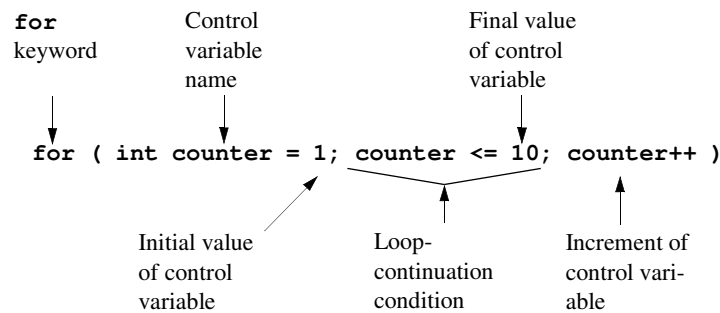 for
keyword
Control
variable
name
Final value
of control
variable
for ( int counter = 1; counter <= 10; counter++ )
Initial value
of control
variable
Loop-
continuation
condition
Increment of
control vari-
able